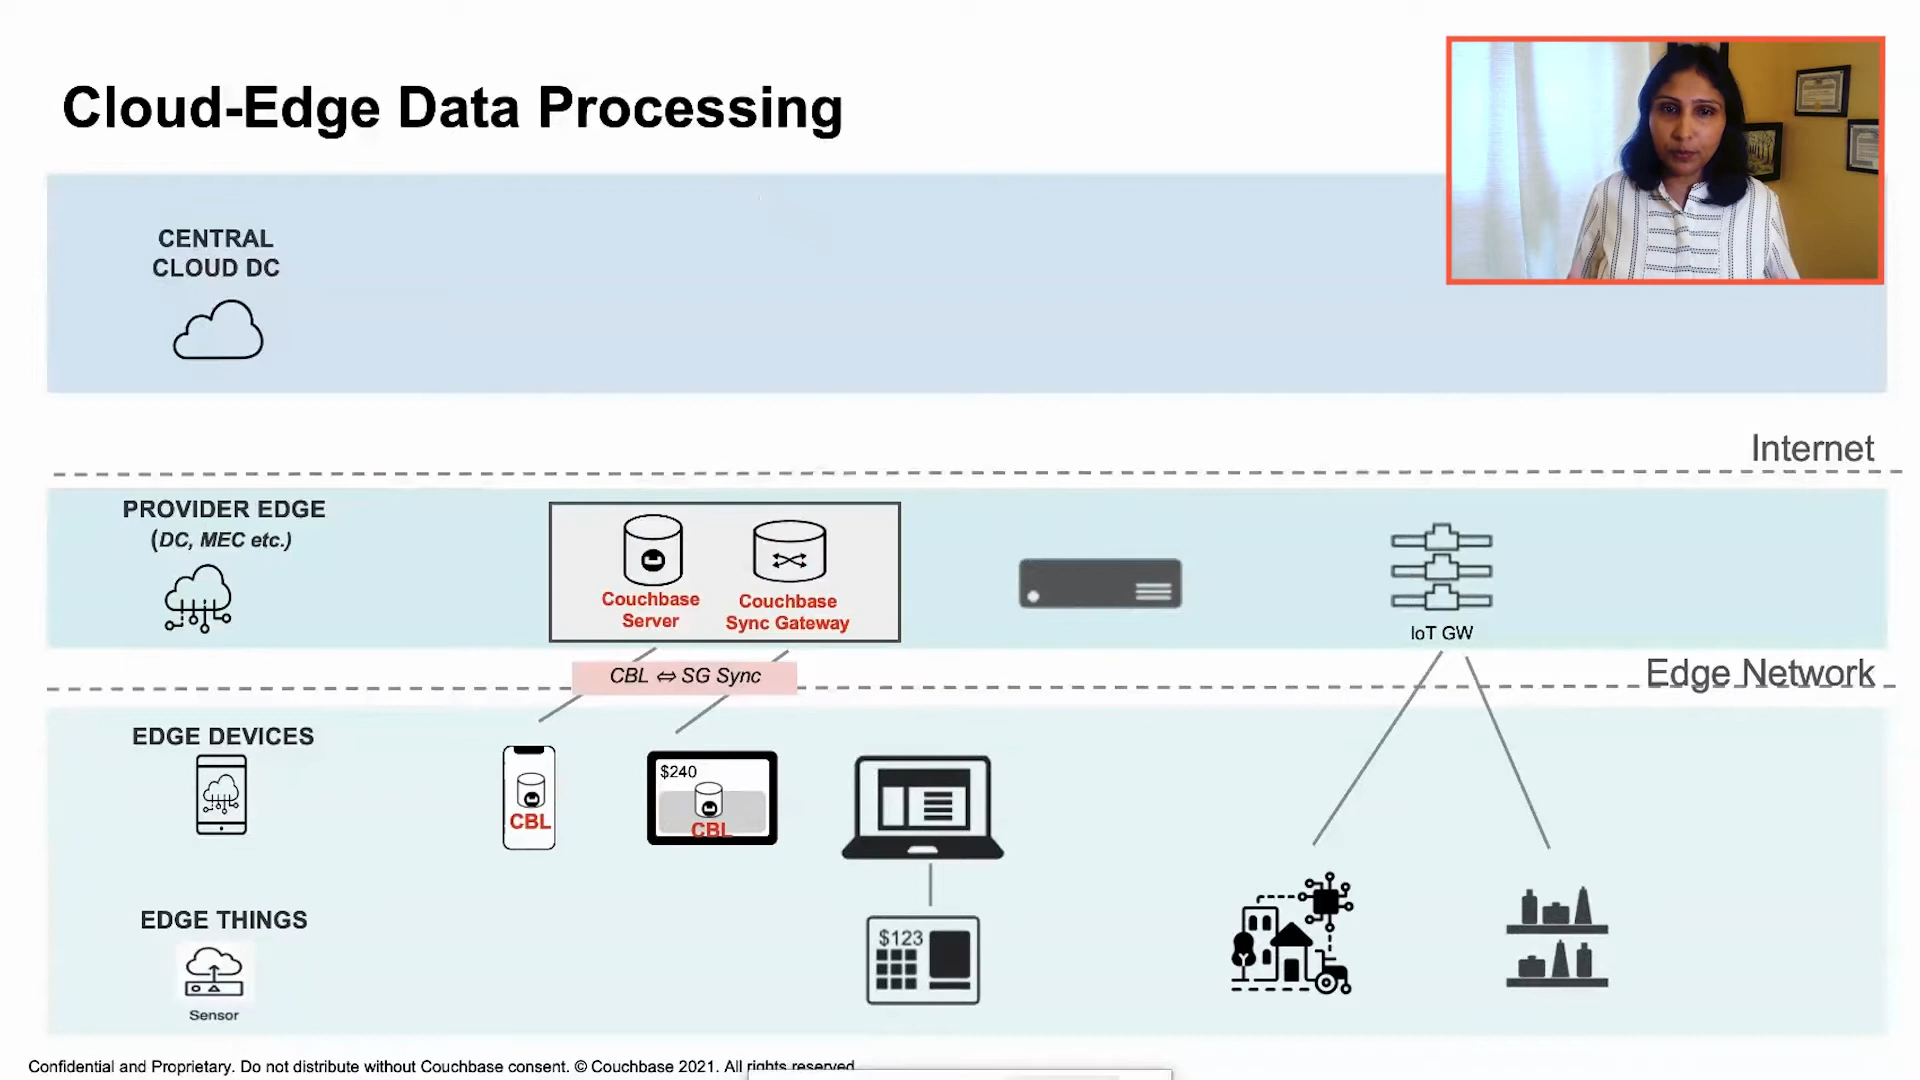 Cloud-Edge Data Processing
CENTRAL
CLOUD DC
Internet
PROVIDER EDGE
(DC, MEC etc.)
Couchbase
Server
Couchbase
Sync Gateway
IoT GW
CBL ⇔ SG Sync
Edge Network
EDGE DEVICES
CBL
$240
CBL
EDGE THINGS
$123
Sensor
Confidential and Proprietary. Do not distribute without Couchbase consent. © Couchbase 2021. All rights reserved.